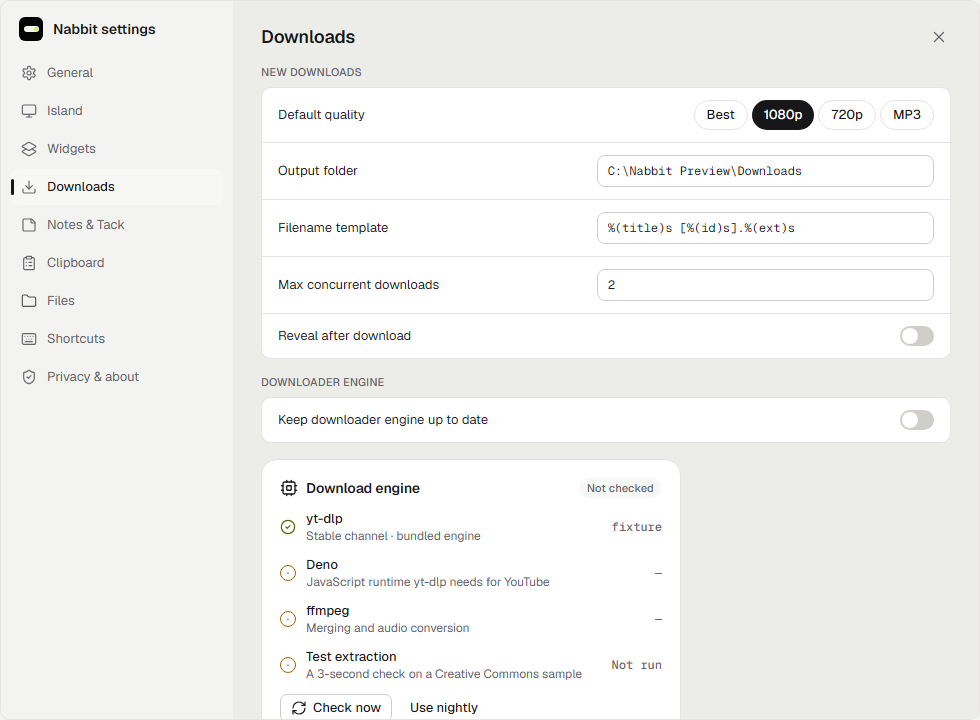 Nabbit settings
General
Island
Widgets
Downloads
Notes & Tack
Clipboard
Files
Shortcuts
Privacy & about
Downloads
NEW DOWNLOADS
Default quality
Best 1080p 720p MP3
Output folder
C:\Nabbit Preview\Downloads
Filename template
%(title)s [%(id)s].%(ext)s
Max concurrent downloads
2
Reveal after download
DOWNLOADER ENGINE
Keep downloader engine up to date
Download engine
Not checked
yt-dlp
Stable channel · bundled engine
fixture
Deno
JavaScript runtime yt-dlp needs for YouTube
–
ffmpeg
Merging and audio conversion
–
Test extraction
A 3-second check on a Creative Commons sample
Not run
Check now
Use nightly